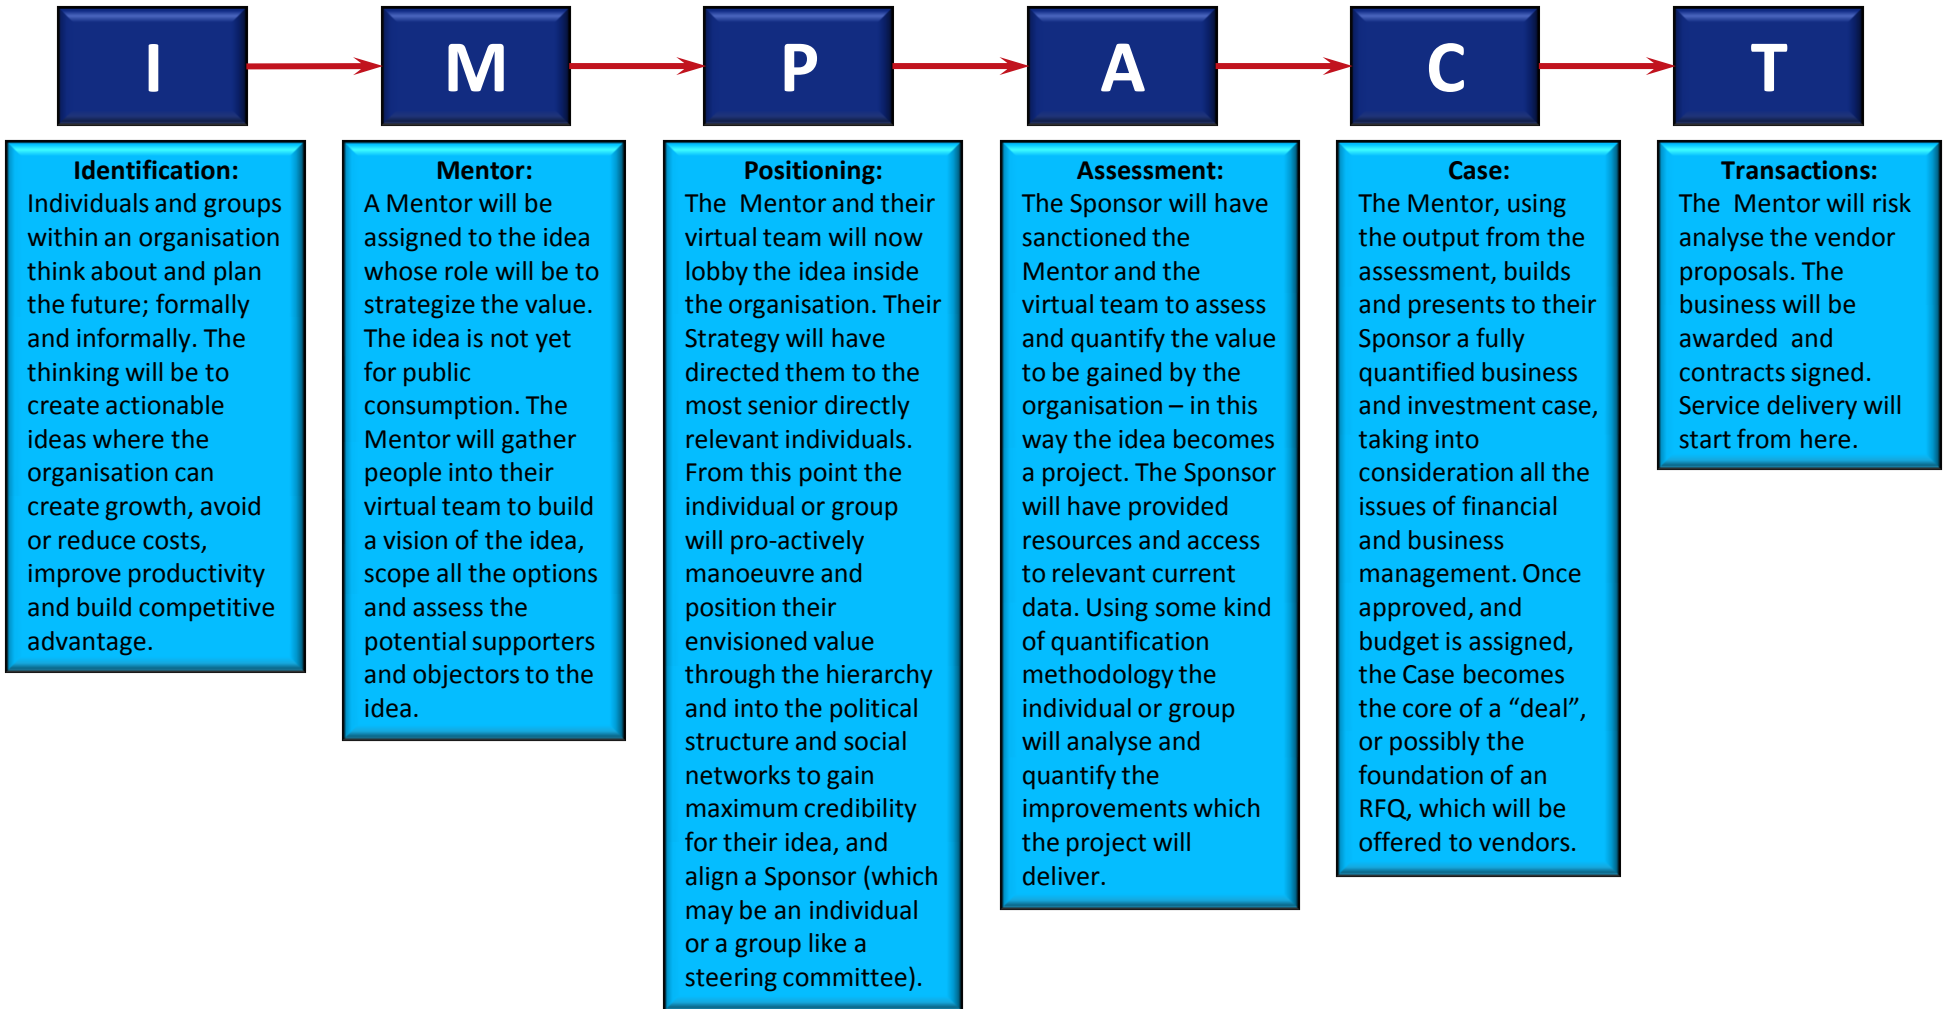 I
M
P
A
C
T
Identification:
Individuals and groups
within an organisation
think about and plan
the future; formally
and informally. The
thinking will be to
create actionable
ideas where the
organisation can
create growth, avoid
or reduce costs,
improve productivity
and build competitive
advantage.
Mentor:
A Mentor will be
assigned to the idea
whose role will be to
strategize the value.
The idea is not yet
for public
consumption. The
Mentor will gather
people into their
virtual team to build
a vision of the idea,
scope all the options
and assess the
potential supporters
and objectors to the
idea.
Positioning:
The Mentor and their
virtual team will now
lobby the idea inside
the organisation. Their
Strategy will have
directed them to the
most senior directly
relevant individuals.
From this point the
individual or group
will pro-actively
manoeuvre and
position their
envisioned value
through the hierarchy
and into the political
structure and social
networks to gain
maximum credibility
for their idea, and
align a Sponsor (which
may be an individual
or a group like a
steering committee).
Assessment:
The Sponsor will have
sanctioned the
Mentor and the
virtual team to assess
and quantify the value
to be gained by the
organisation – in this
way the idea becomes
a project. The Sponsor
will have provided
resources and access
to relevant current
data. Using some kind
of quantification
methodology the
individual or group
will analyse and
quantify the
improvements which
the project will
deliver.
Case:
The Mentor, using
the output from the
assessment, builds
and presents to their
Sponsor a fully
quantified business
and investment case,
taking into
consideration all the
issues of financial
and business
management. Once
approved, and
budget is assigned,
the Case becomes
the core of a “deal”,
or possibly the
foundation of an
RFQ, which will be
offered to vendors.
Transactions:
The Mentor will risk
analyse the vendor
proposals. The
business will be
awarded and
contracts signed.
Service delivery will
start from here.